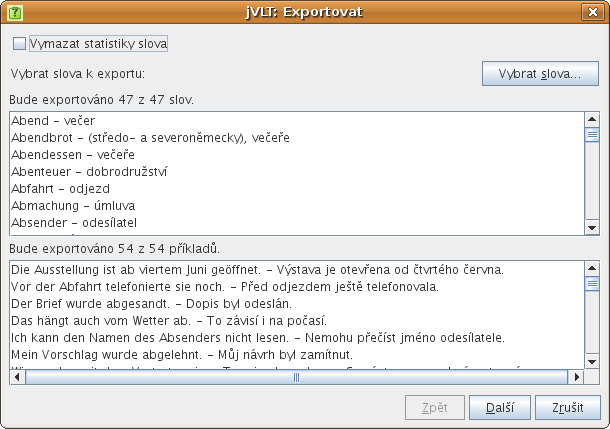 jVLT: Exportovat
Vymazat statistiky slova
Vybrat slova k exportu:
Vybrat slova...
Bude exportováno 47 z 47 slov.
Abend – večer
Abendbrot – (středo– a severoněmecky), večeře
Abendessen – večeře
Abenteuer – dobrodružství
Abfahrt – odjezd
Abmachung – úmluva
Absender – odesílatel
Bude exportováno 54 z 54 příkladů.
Die Ausstellung ist ab viertem Juni geöffnet. – Výstava je otevřena od čtvrtého června.
Vor der Abfahrt telefonierte sie noch. – Před odjezdem ještě telefonovala.
Der Brief wurde abgesandt. – Dopis byl odeslán.
Das hängt auch vom Wetter ab. – To závisí i na počasí.
Ich kann den Namen des Absenders nicht lesen. – Nemohu přečíst jméno odesílatele.
Mein Vorschlag wurde abgelehnt. – Můj návrh byl zamítnut.
Zpět
Další
Zrušit